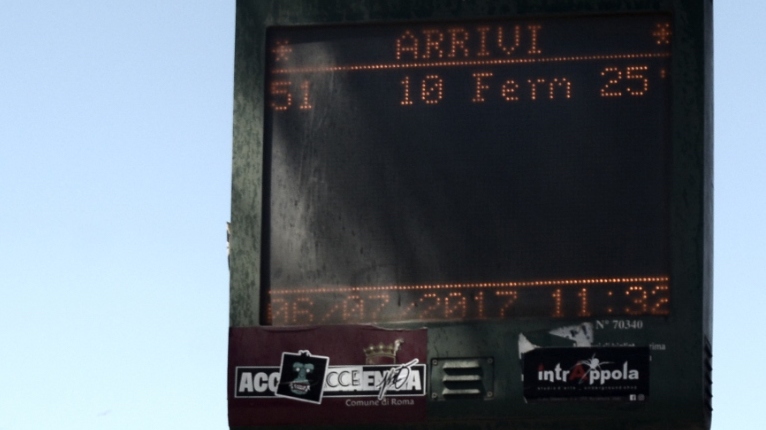 * ARRIVI *
51 10 Ferm 25'
06/07/2017 11:32
N° 70340
intrAppola
Comune di Roma